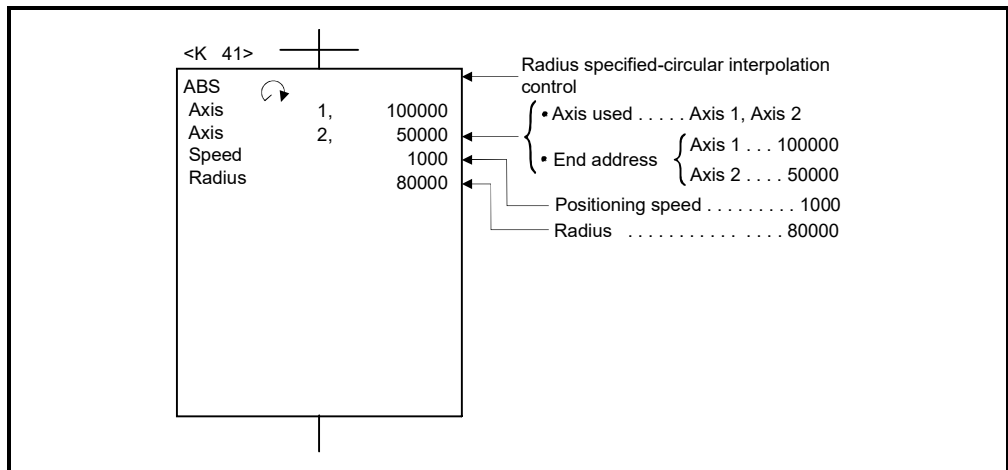 <K 41>
ABS
Axis 1, 100000
Axis 2, 50000
Speed 1000
Radius 80000
Radius specified-circular interpolation
control
• Axis used . . . . . Axis 1, Axis 2
• End address
Axis 1 . . . 100000
Axis 2 . . . . 50000
Positioning speed . . . . . . . . . 1000
Radius . . . . . . . . . . . . . . . 80000